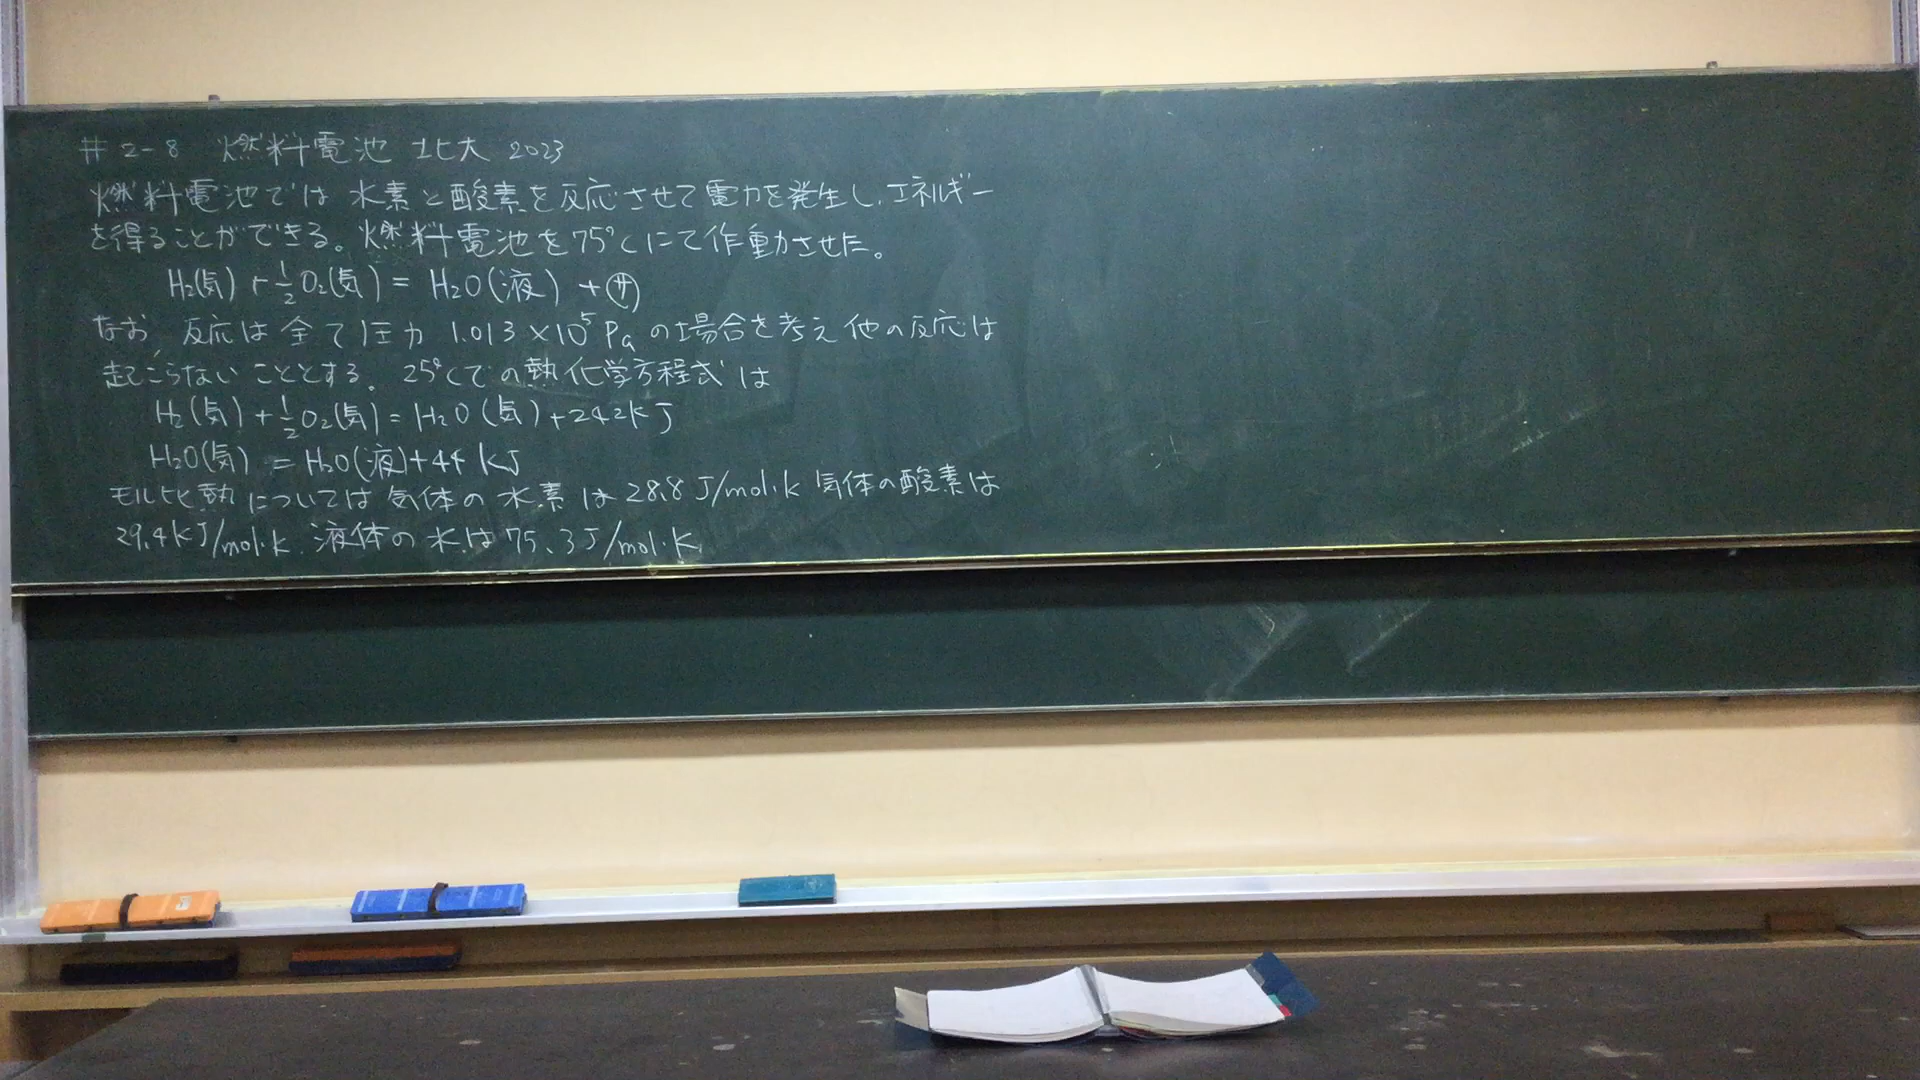 # 2-8 燃料電池 北大 2023
燃料電池では 水素と酸素を反応させて電力を発生し、エネルギー
を得ることができる。燃料電池を75℃にて作動させた。
H₂(気) + 1/2 O₂(気) = H₂O(液) + ㋚
なお、反応は全て圧力 1.013×10⁵ Pa の場合を考え他の反応は
起こらないこととする。25℃での熱化学方程式は
H₂(気) + 1/2 O₂(気) = H₂O(気) + 242kJ
H₂O(気) = H₂O(液) + 44 kJ
モル比熱については気体の水素は 28.8 J/mol·k 気体の酸素は
29.4kJ/mol·k、液体の水は 75.3J/mol·K